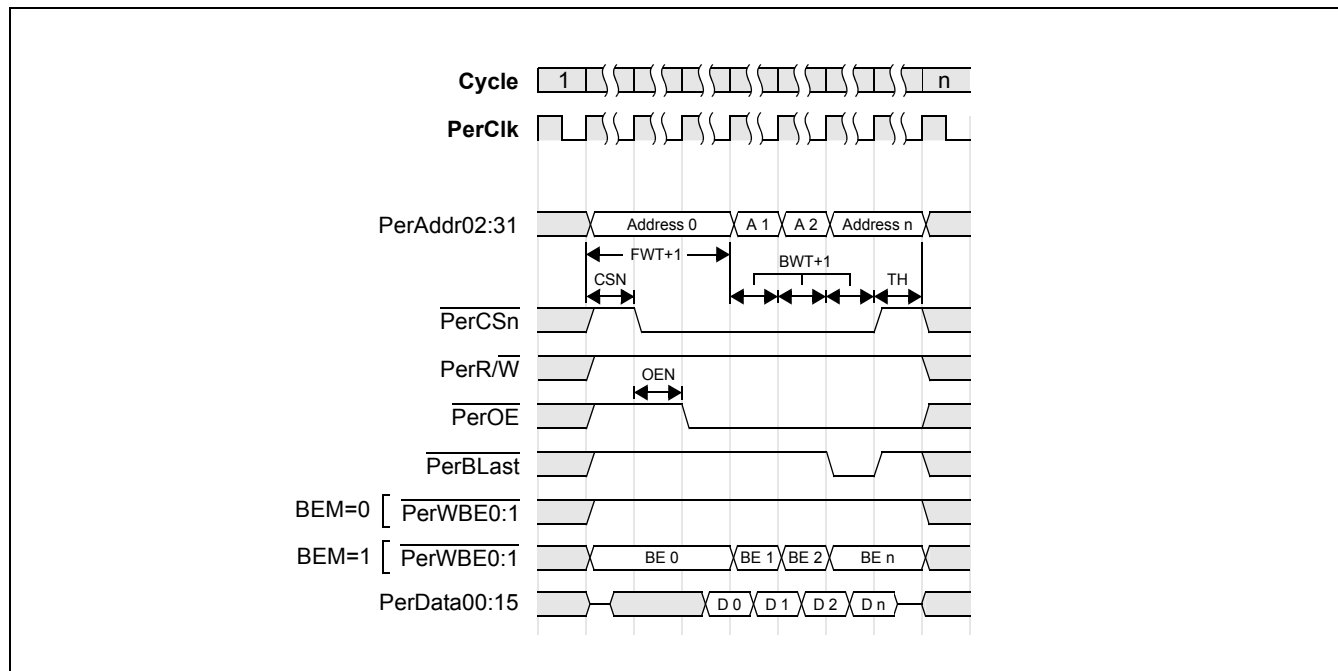 Cycle 1 n
PerClk
PerAddr02:31 Address 0 A 1 A 2 Address n
FWT+1 BWT+1
CSN TH
PerCSn
PerR/W
OEN
PerOE
PerBLast
BEM=0 [ PerWBE0:1
BEM=1 [ PerWBE0:1 BE 0 BE 1 BE 2 BE n
PerData00:15 D 0 D 1 D 2 D n